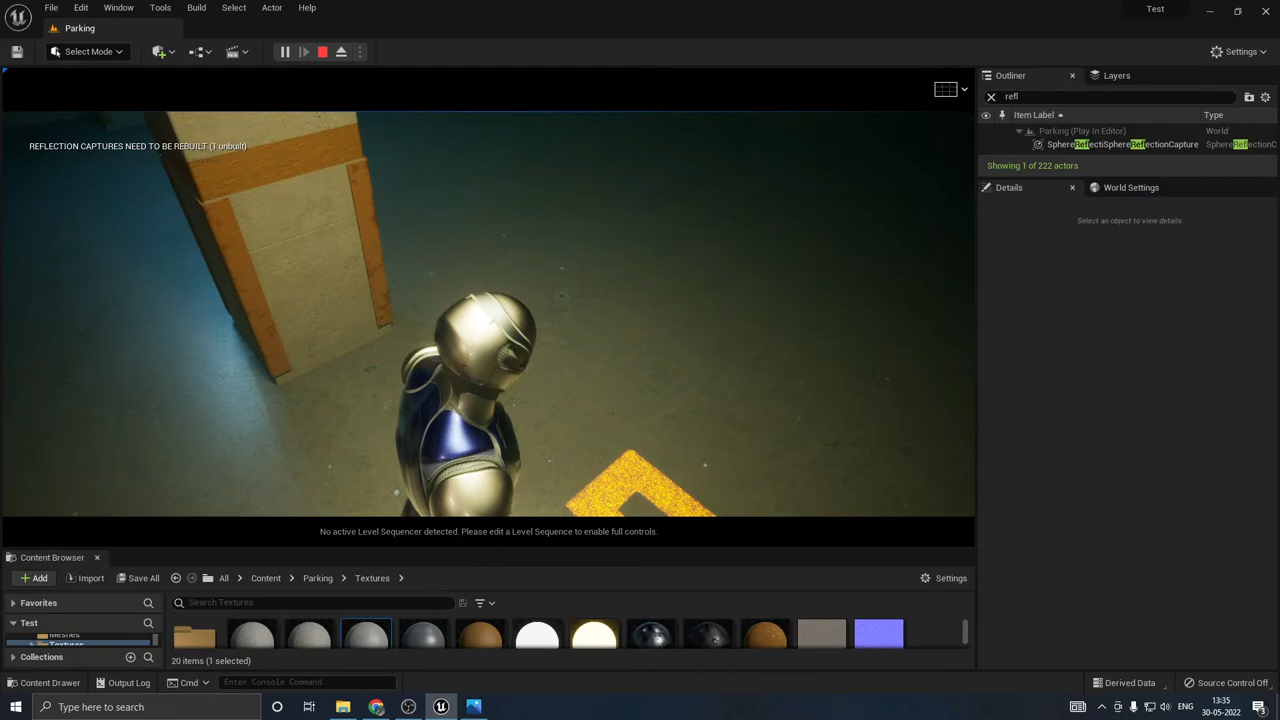 File Edit Window Tools Build Select Actor Help
Test
Parking
Select Mode
Settings
REFLECTION CAPTURES NEED TO BE REBUILT (1 unbuilt)
No active Level Sequencer detected. Please edit a Level Sequence to enable full controls.
Outliner Layers
refl
Item Label Type
Parking (Play In Editor) World
SphereReflectiSphereReflectionCapture SphereReflectionC
Showing 1 of 222 actors
Details World Settings
Select an object to view details.
Content Browser
Add Import Save All All Content Parking Textures Settings
Favorites
Search Textures
Test
Meshes
Textures
Collections
20 items (1 selected)
Content Drawer Output Log Cmd Enter Console Command Derived Data Source Control Off
Type here to search
ENG
13:35
30-05-2022
3